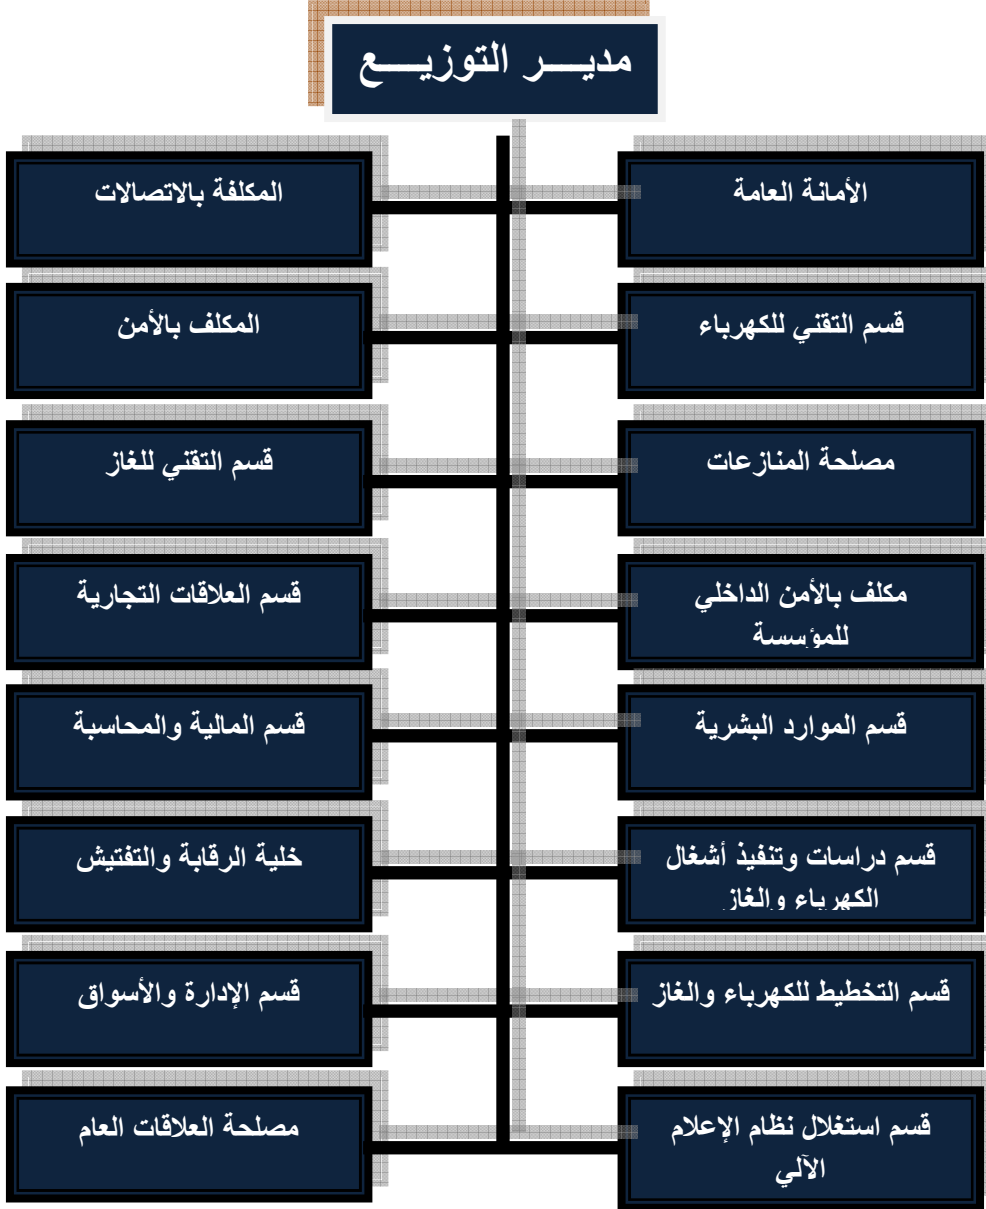 مديــــر التوزيــــع
الأمانة العامة
المكلفة بالاتصالات
قسم التقني للكهرباء
المكلف بالأمن
مصلحة المنازعات
قسم التقني للغاز
مكلف بالأمن الداخلي
للمؤسسة
قسم العلاقات التجارية
قسم الموارد البشرية
قسم المالية والمحاسبة
قسم دراسات وتنفيذ أشغال
الكهرباء والغاز
خلية الرقابة والتفتيش
قسم التخطيط للكهرباء والغاز
قسم الإدارة والأسواق
قسم استغلال نظام الإعلام
الآلي
مصلحة العلاقات العام